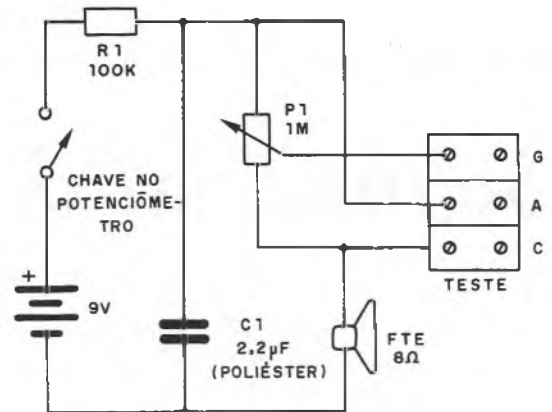 R1
100K
P1
1M
G
A
C
TESTE
CHAVE NO
POTENCIÔME-
TRO
+
9V
C1
2,2µF
(POLIÉSTER)
FTE
8Ω